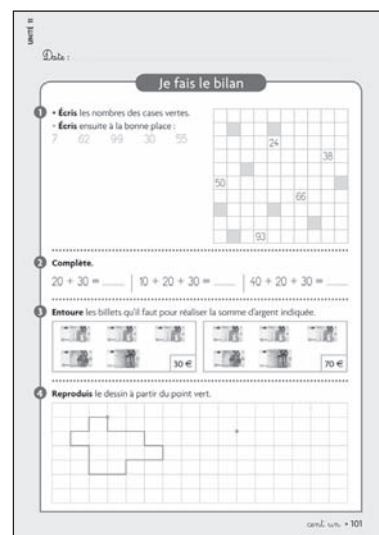 UNITÉ 11
Date :
Je fais le bilan
1 • Écris les nombres des cases vertes.
• Écris ensuite à la bonne place :
7 62 99 30 55
24
38
50
66
93
2 Complète.
20 + 30 = 10 + 20 + 30 = 40 + 20 + 30 =
3 Entoure les billets qu'il faut pour réaliser la somme d'argent indiquée.
30 € 70 €
4 Reproduis le dessin à partir du point vert.
cent un • 101